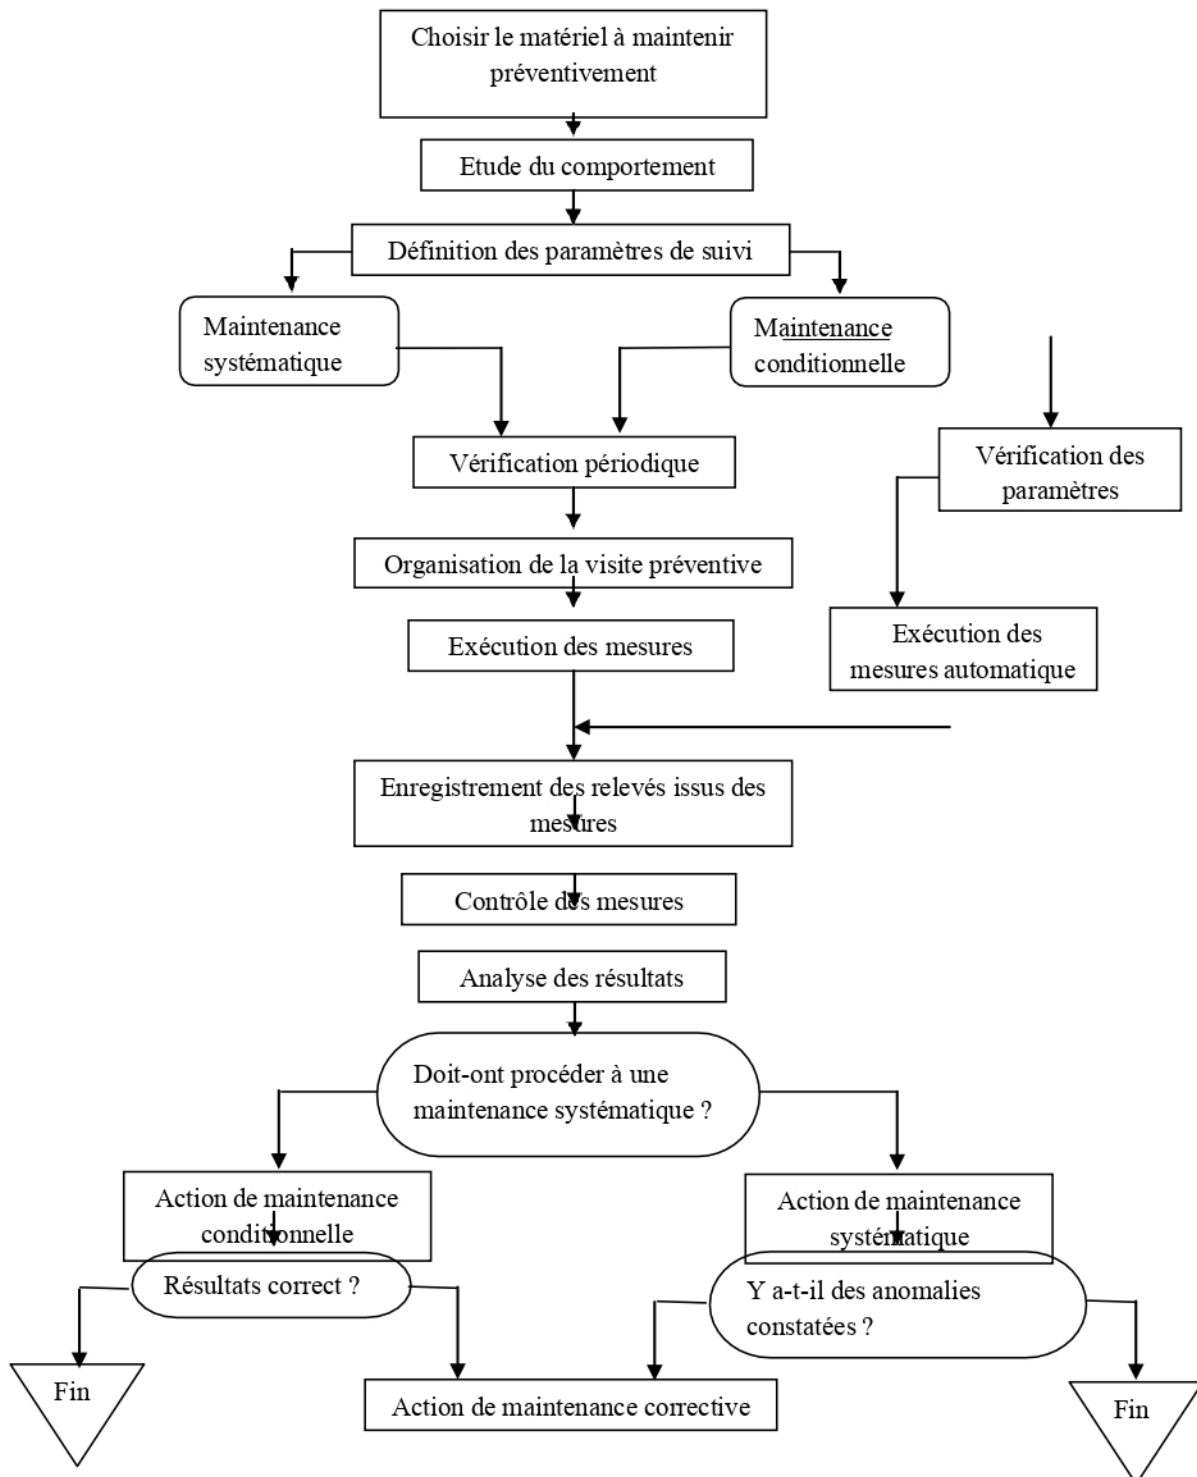 Choisir le matériel à maintenir
préventivement
Etude du comportement
Définition des paramètres de suivi
Maintenance
systématique
Maintenance
conditionnelle
Vérification périodique
Vérification des
paramètres
Organisation de la visite préventive
Exécution des mesures
Exécution des
mesures automatique
Enregistrement des relevés issus des
mesures
Contrôle des mesures
Analyse des résultats
Doit-ont procéder à une
maintenance systématique ?
Action de maintenance
conditionnelle
Action de maintenance
systématique
Résultats correct ?
Y a-t-il des anomalies
constatées ?
Fin
Action de maintenance corrective
Fin